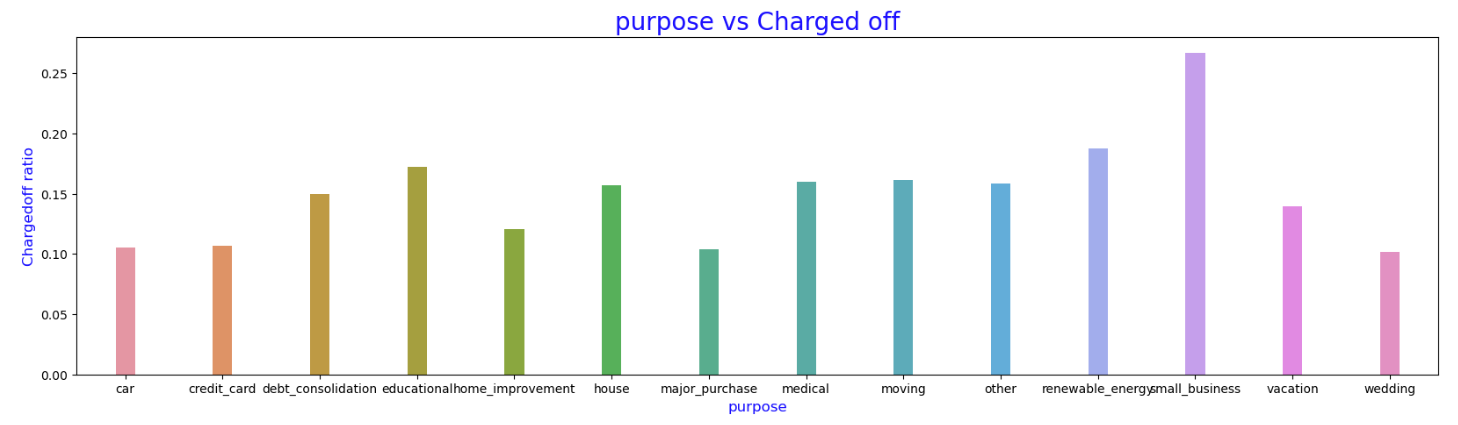 purpose vs Charged off
Chargedoff ratio
0.25
0.20
0.15
0.10
0.05
0.00
car credit_card debt_consolidation educational home_improvement house major_purchase medical moving other renewable_energy small_business vacation wedding
purpose